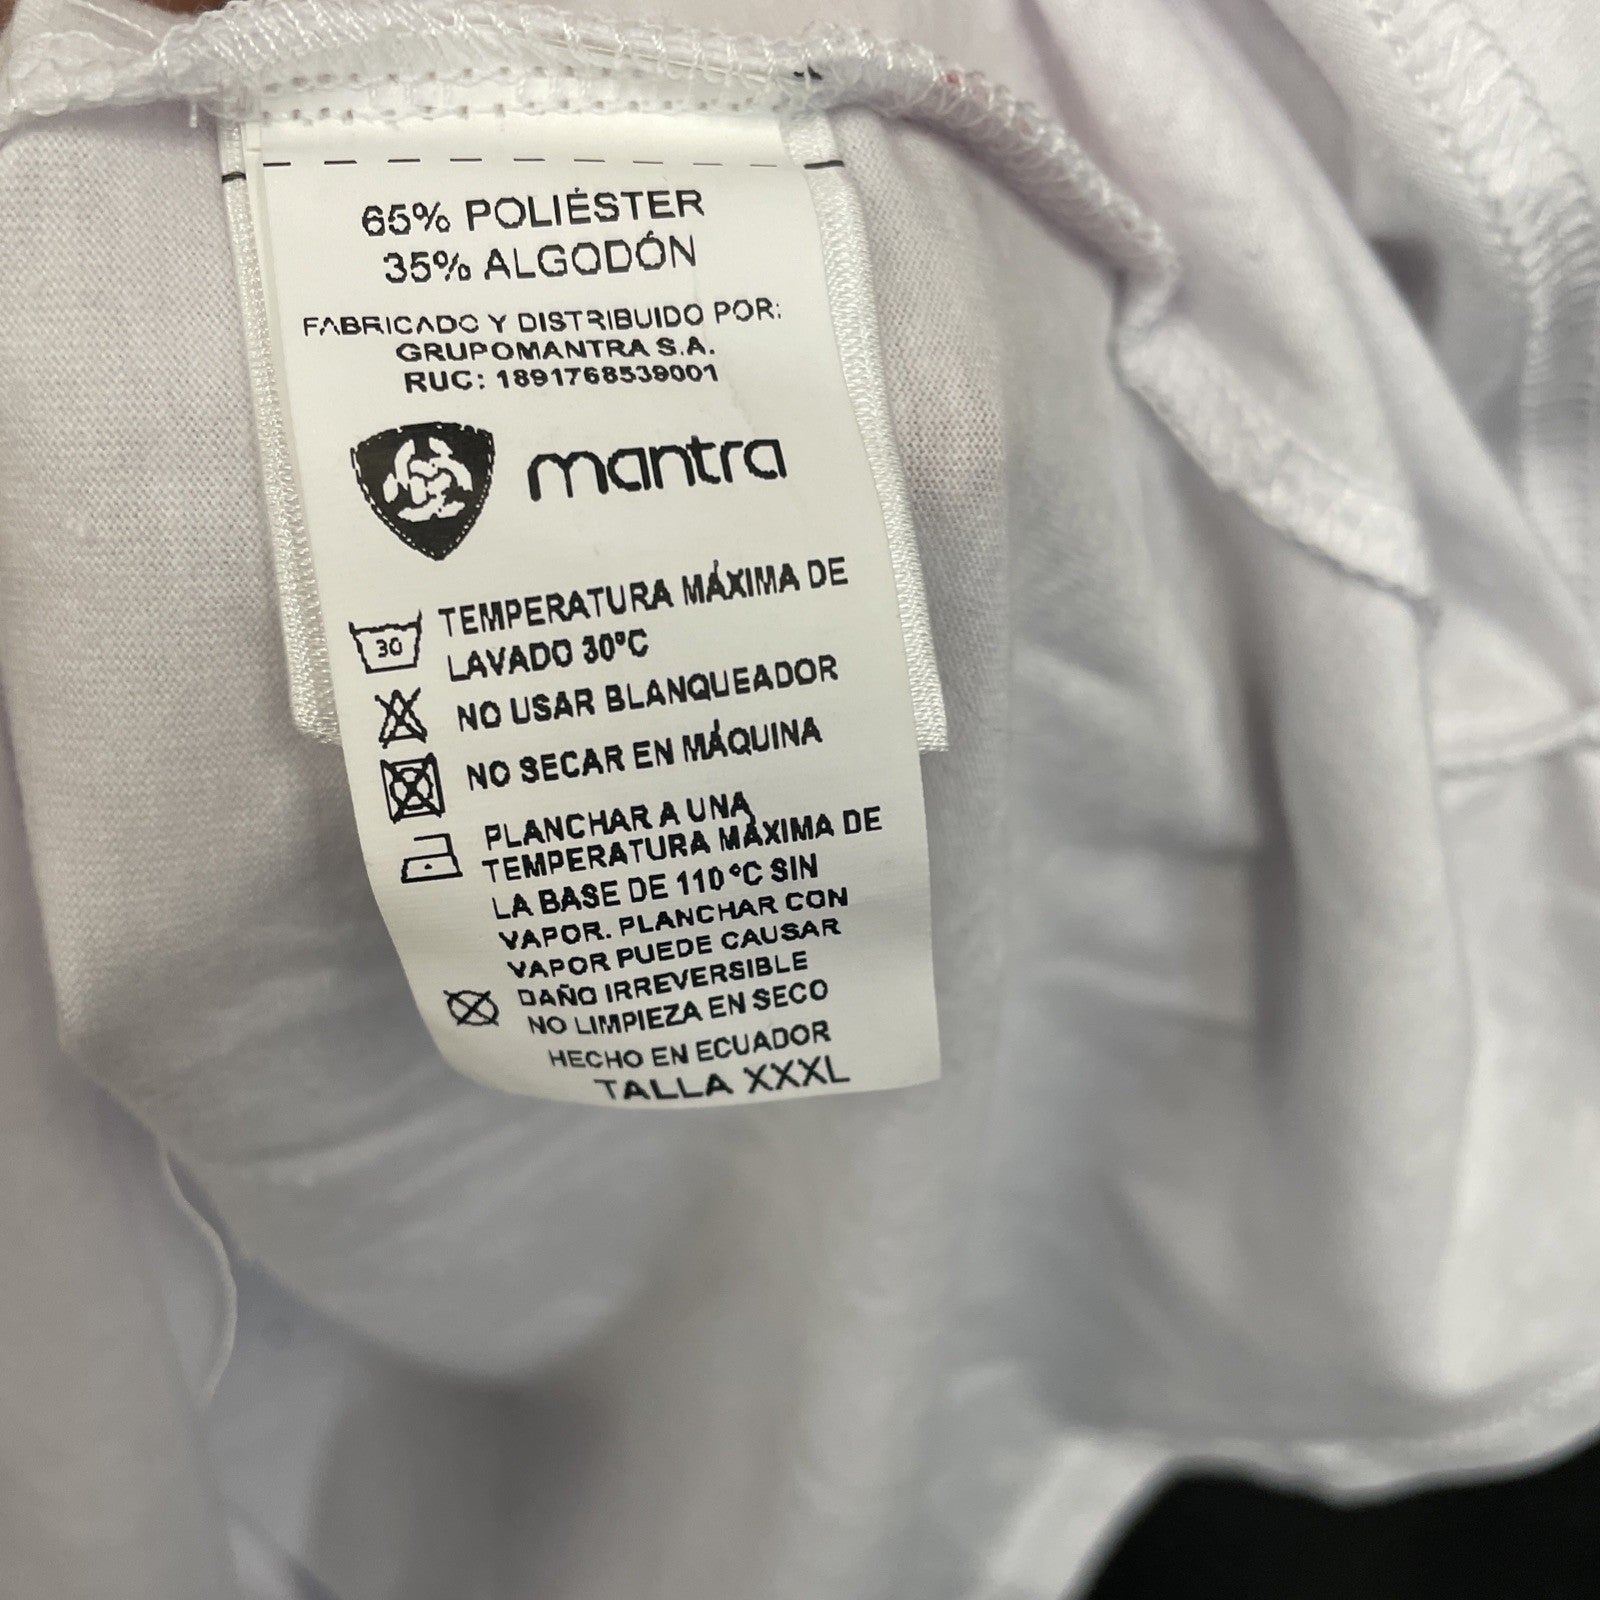 65% POLIÉSTER
35% ALGODÓN
FABRICADO Y DISTRIBUIDO POR:
GRUPOMANTRA S.A.
RUC: 1891768539001
mantra
30
TEMPERATURA MÁXIMA DE
LAVADO 30°C
NO USAR BLANQUEADOR
NO SECAR EN MÁQUINA
PLANCHAR A UNA
TEMPERATURA MÁXIMA DE
LA BASE DE 110°C SIN
VAPOR. PLANCHAR CON
VAPOR PUEDE CAUSAR
DAÑO IRREVERSIBLE
NO LIMPIEZA EN SECO
HECHO EN ECUADOR
TALLA XXXL